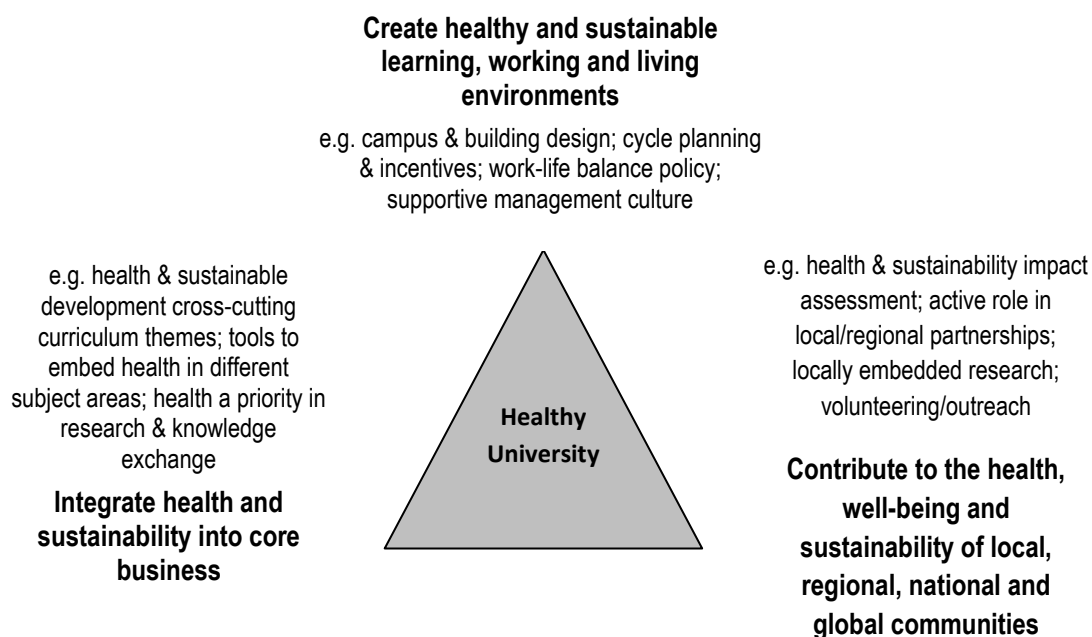 Create healthy and sustainable
learning, working and living
environments
e.g. campus & building design; cycle planning
& incentives; work-life balance policy;
supportive management culture
e.g. health & sustainable
development cross-cutting
curriculum themes; tools to
embed health in different
subject areas; health a priority in
research & knowledge
exchange
Integrate health and
sustainability into core
business
Healthy
University
e.g. health & sustainability impact
assessment; active role in
local/regional partnerships;
locally embedded research;
volunteering/outreach
Contribute to the health,
well-being and
sustainability of local,
regional, national and
global communities